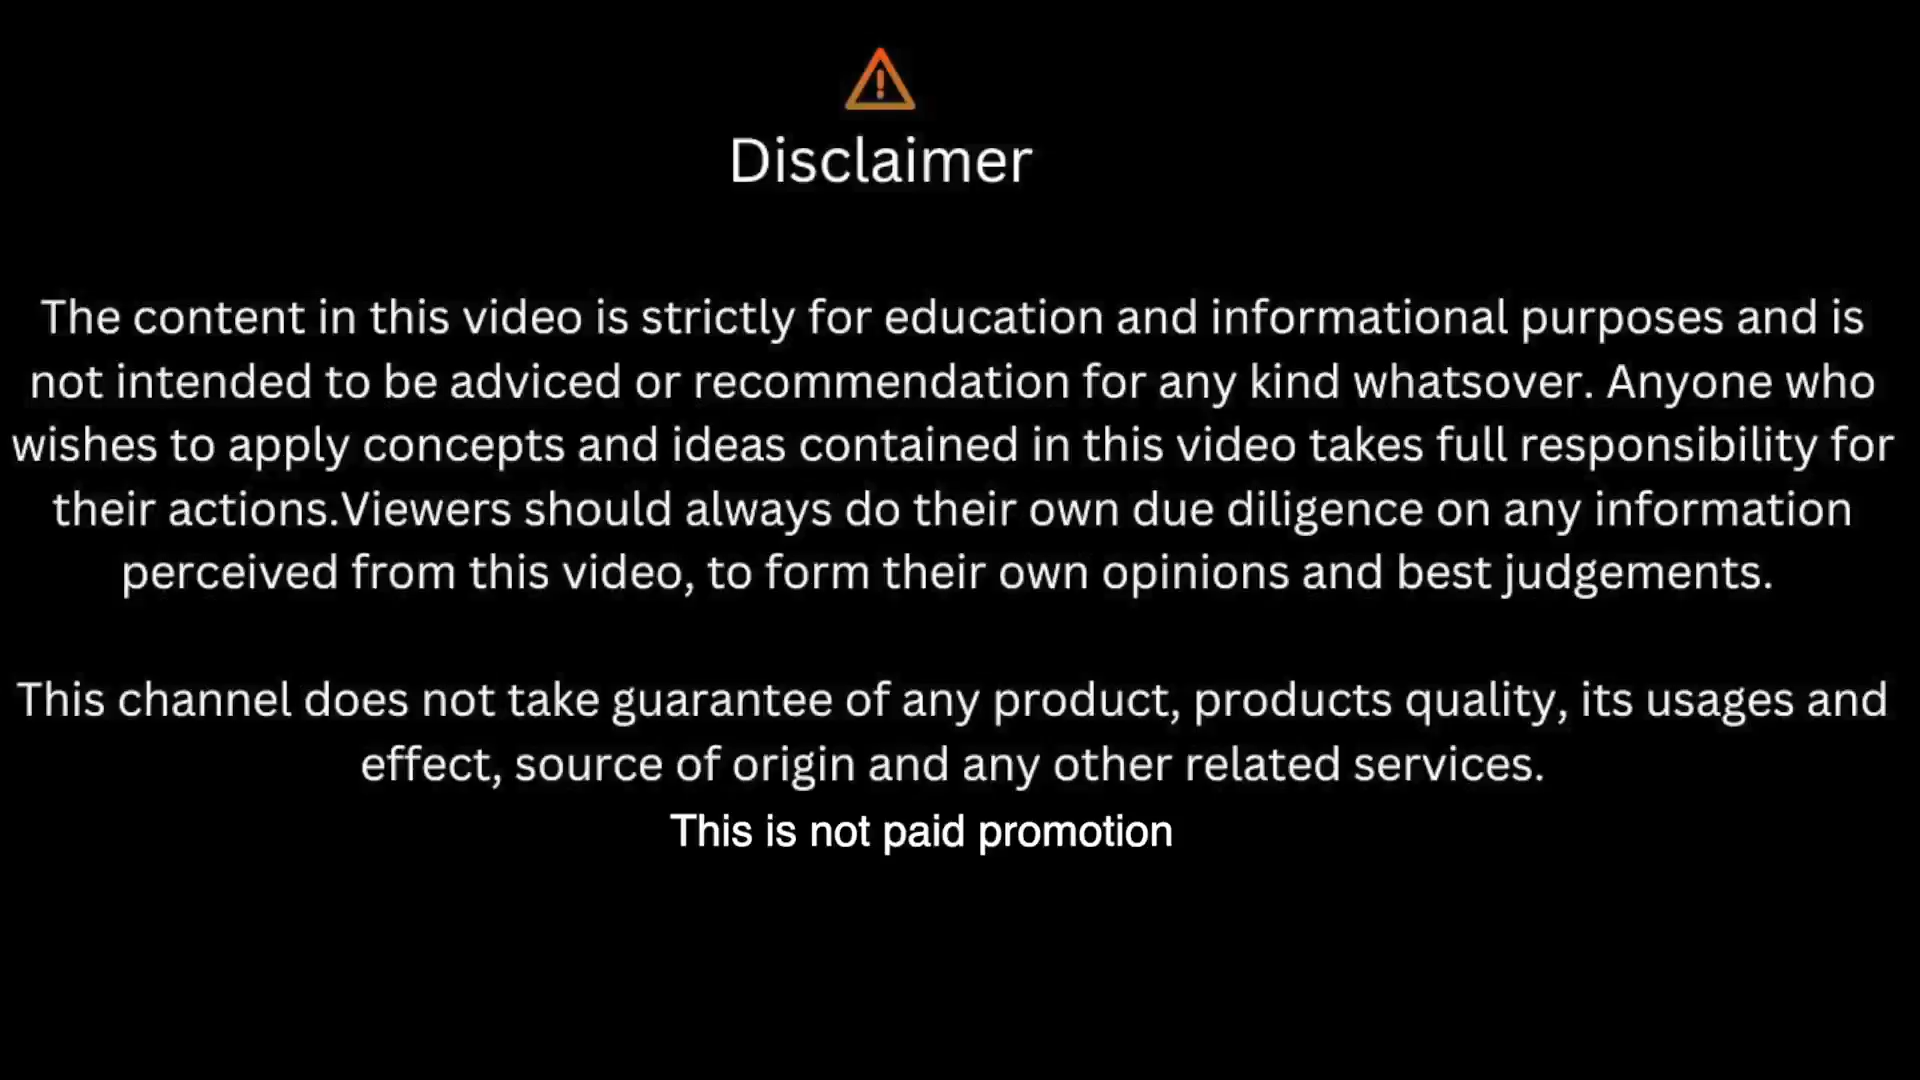 Disclaimer
The content in this video is strictly for education and informational purposes and is
not intended to be adviced or recommendation for any kind whatsover. Anyone who
wishes to apply concepts and ideas contained in this video takes full responsibility for
their actions.Viewers should always do their own due diligence on any information
perceived from this video, to form their own opinions and best judgements.
This channel does not take guarantee of any product, products quality, its usages and
effect, source of origin and any other related services.
This is not paid promotion